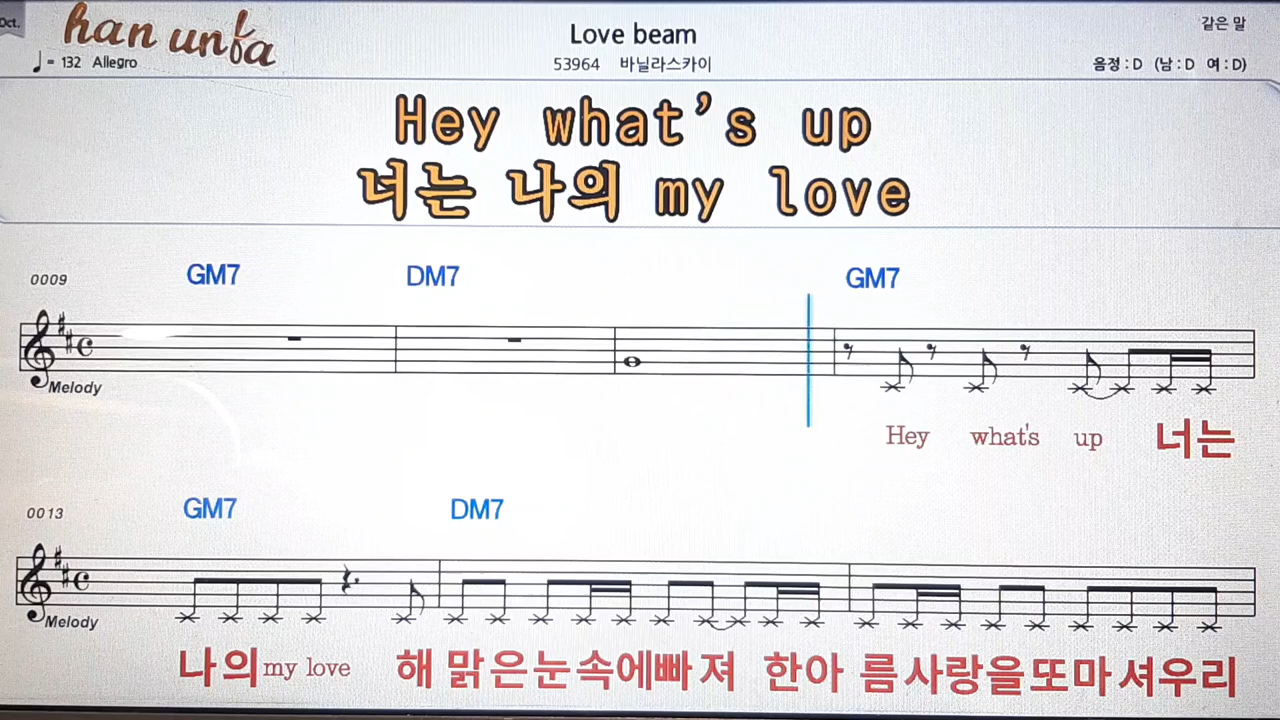 Oct.
han unfa
Love beam
같은 말
♩= 132 Allegro
53964 바닐라스카이
음정 : D (남 : D 여 : D)
Hey what's up
너는 나의 my love
0009
GM7 DM7 GM7
Melody
Hey what's up 너는
0013
GM7 DM7
Melody
나의 my love 해 맑은눈속에빠져 한아 름사랑을또마셔우리